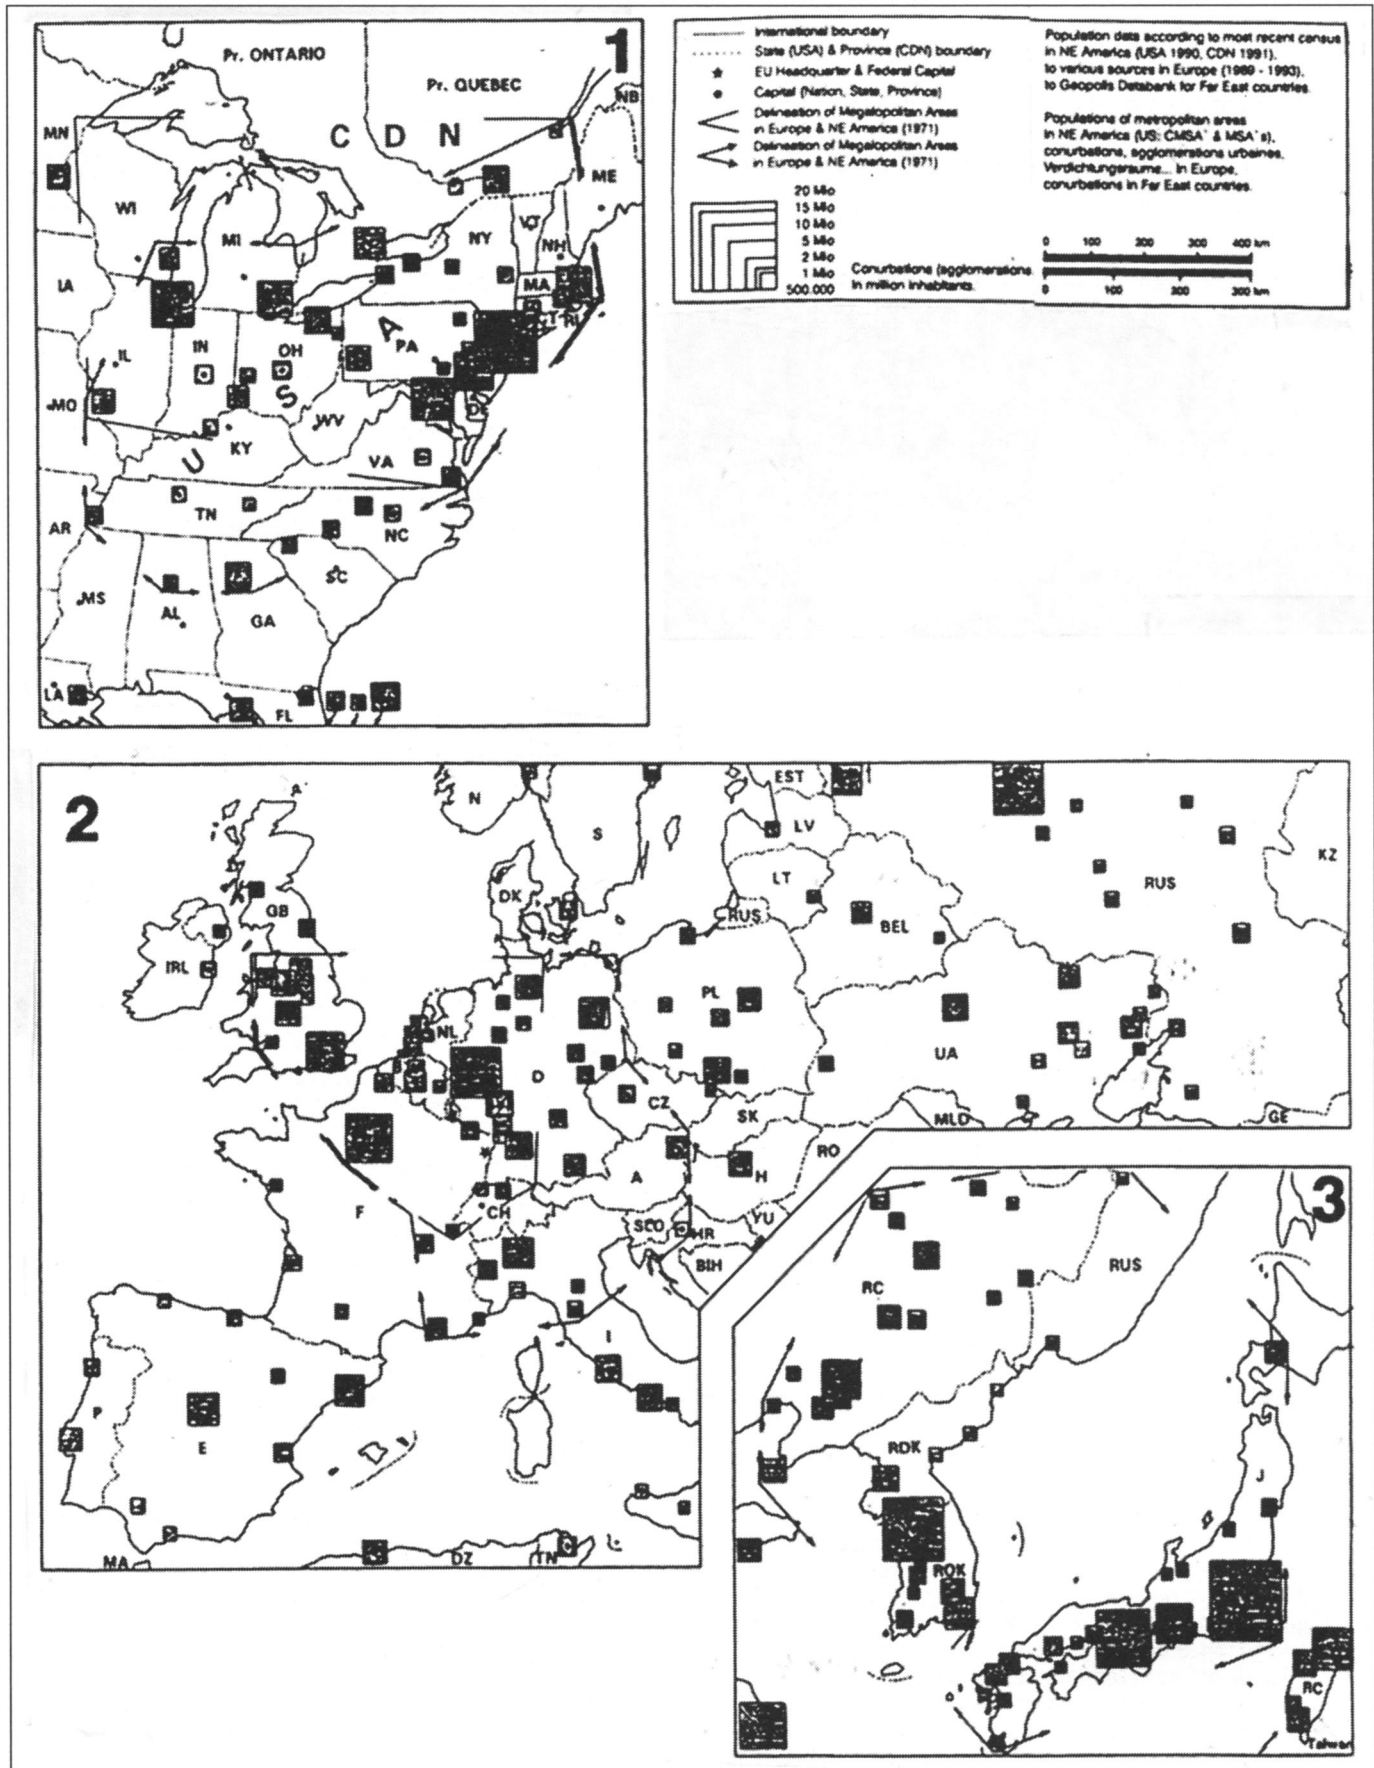 1
Pr. ONTARIO
Pr. QUEBEC
NB
MN
C D N
ME
WI
VT
MI
NY
NH
IA
MA
RI
A
PA
IN
OH
IL
S
DE
MO
WV
KY
VA
U
TN
AR
NC
SC
MS
AL
GA
LA
FL
International boundary
State (USA) & Province (CDN) boundary
EU Headquarter & Federal Capital
Capital (Nation, State, Province)
Delineation of Megalopolitan Areas
in Europe & NE America (1971)
Delineation of Megalopolitan Areas
in Europe & NE America (1971)
20 Mio
15 Mio
10 Mio
5 Mio
2 Mio
1 Mio
500.000
Conurbations (agglomerations
In million inhabitants.
Population data according to most recent census
in NE America (USA 1990, CDN 1991),
to various sources in Europe (1989 - 1993),
to Geopolis Databank for Far East countries.
Populations of metropolitan areas
in NE America (US: CMSA` & MSA`s),
conurbations, agglomerations urbaines,
Verdichtungsraume... In Europe,
conurbations in Far East countries.
0 100 200 300 400 km
0 100 200 300 km
2
N
EST
S
LV
KZ
LT
RUS
DK
GB
RUS
BEL
IRL
PL
NL
UA
D
CZ
SK
MLD
GE
RO
A
H
F
CH
SLO
HR
YU
BIH
I
P
E
MA
DZ
TN
3
RUS
RC
RDK
J
ROK
RC
Taiwan